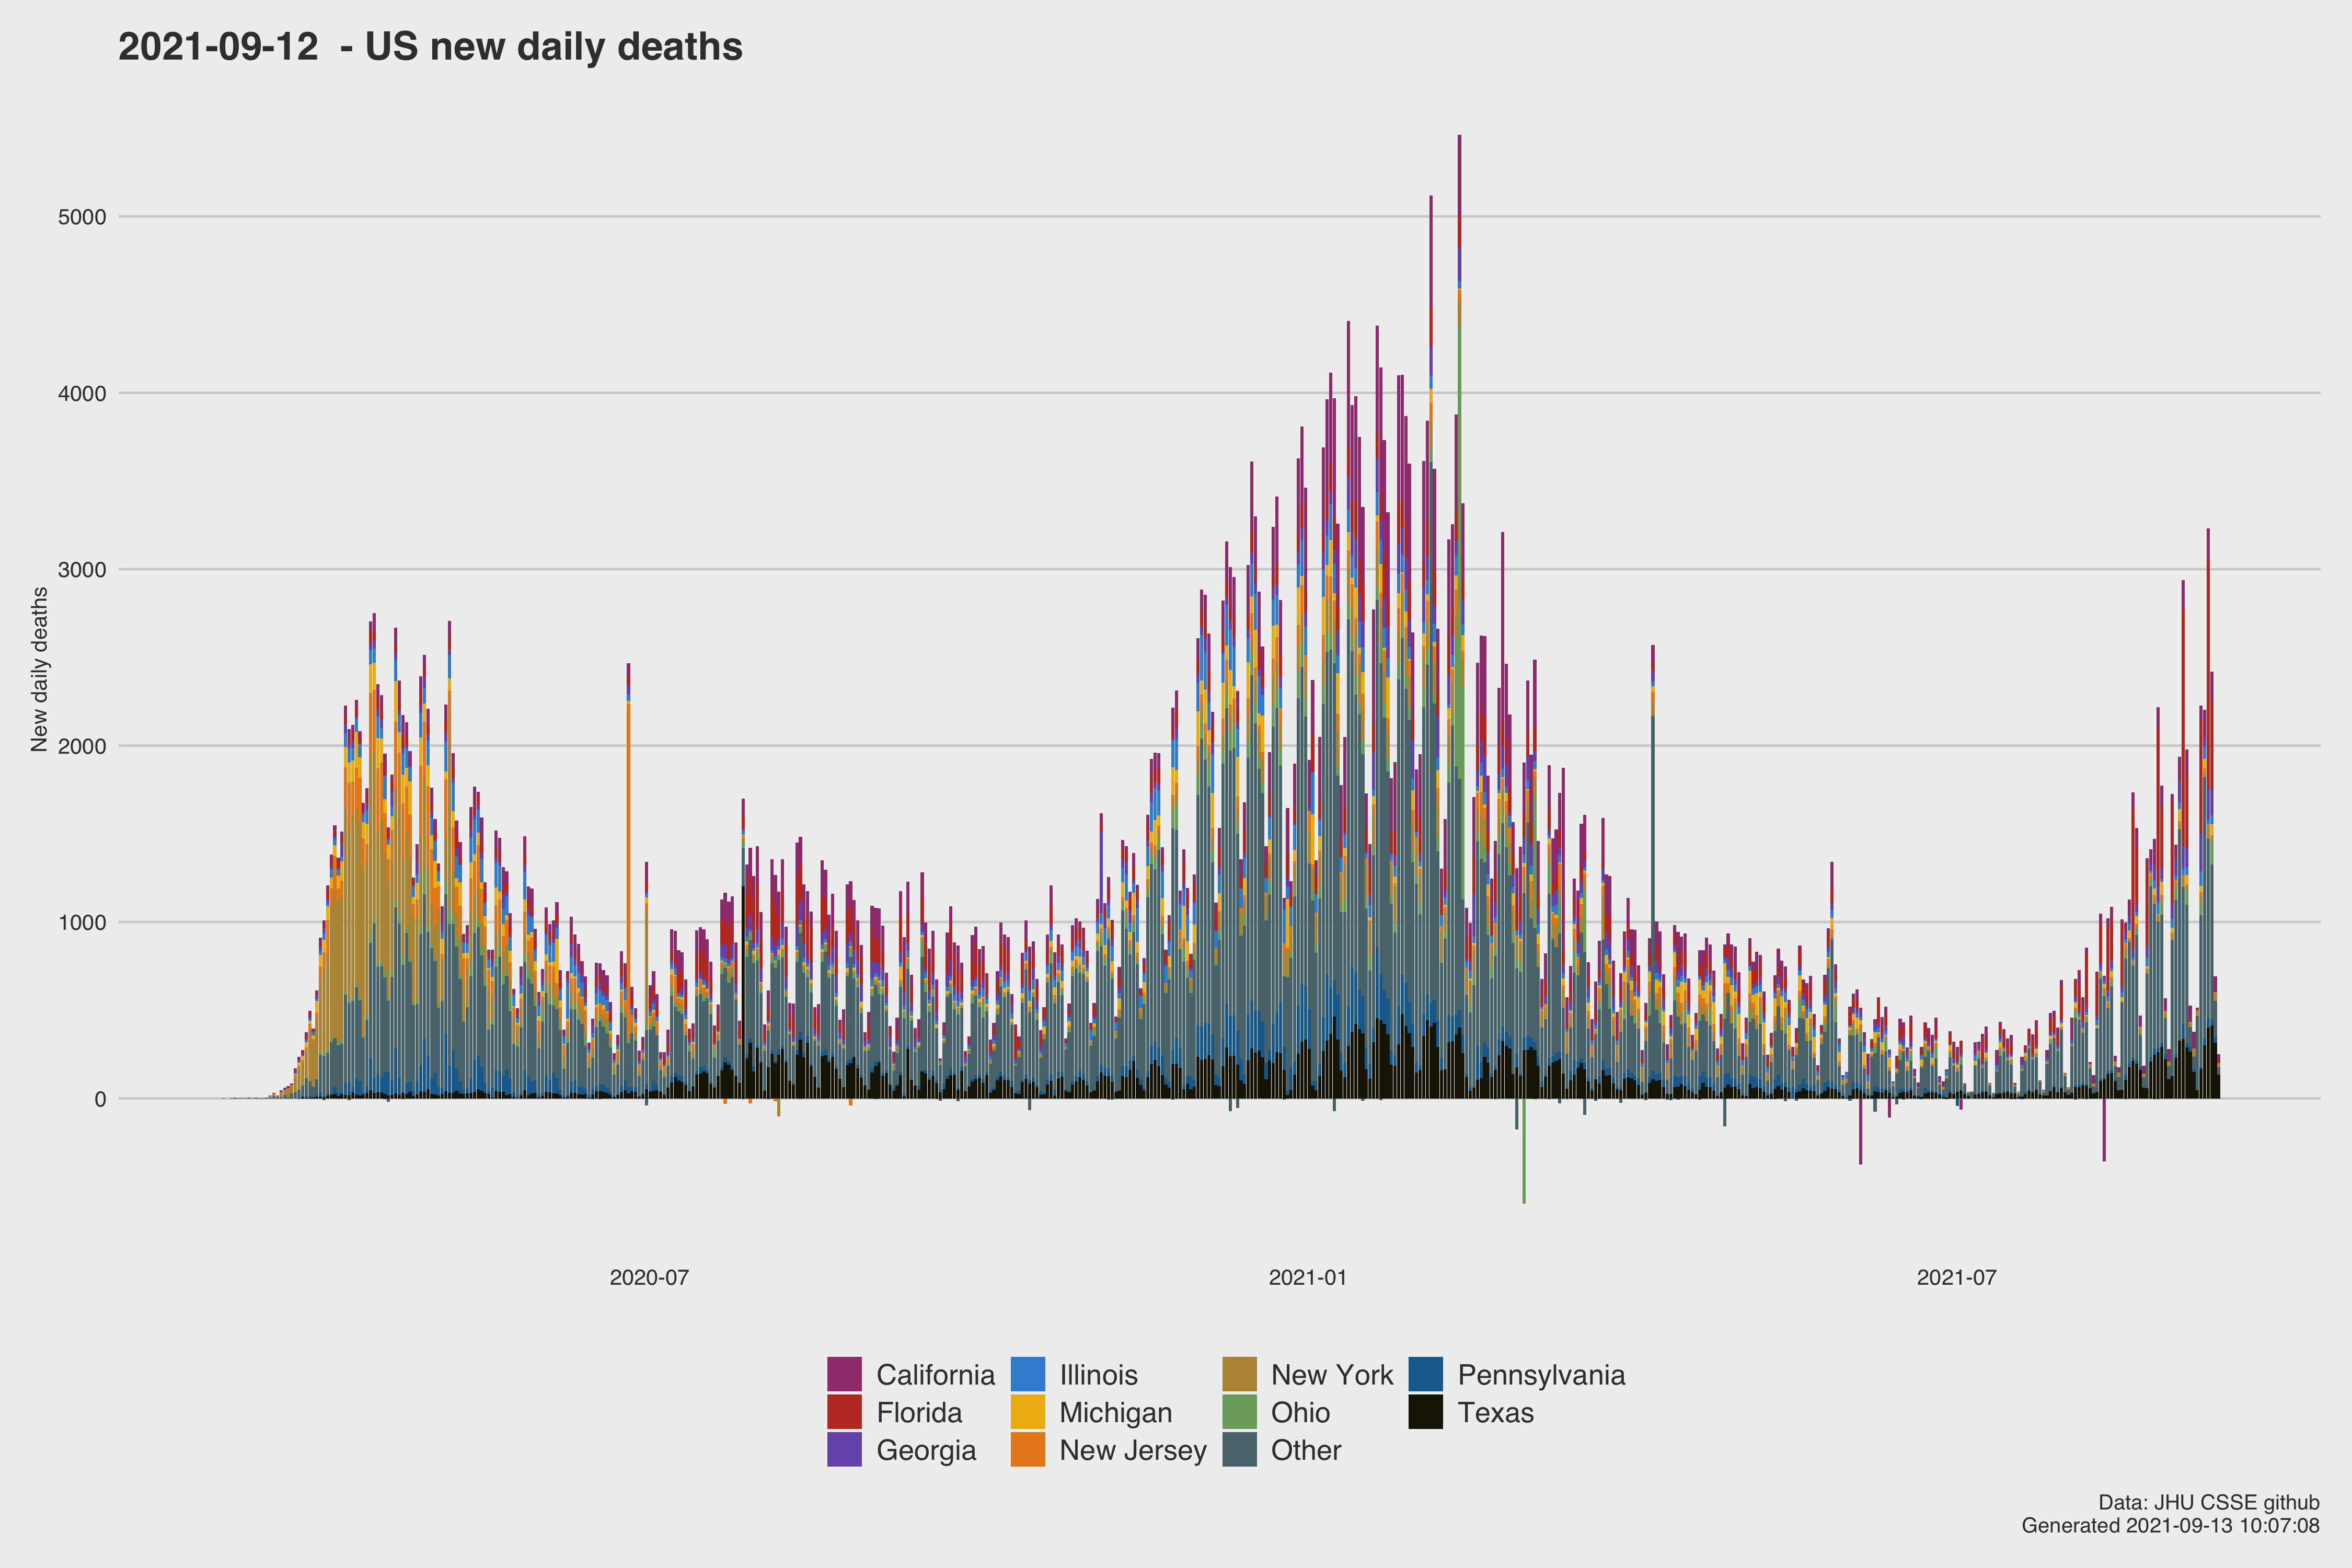 2021-09-12  - US new daily deaths
New daily deaths
5000
4000
3000
2000
1000
0
2020-07
2021-01
2021-07
California
Florida
Georgia
Illinois
Michigan
New Jersey
New York
Ohio
Other
Pennsylvania
Texas
Data: JHU CSSE github
Generated 2021-09-13 10:07:08